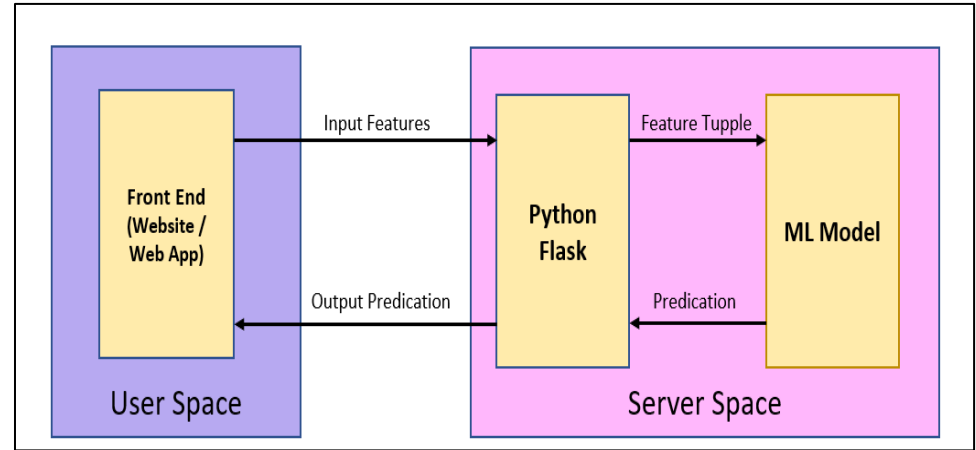 Input Features
Feature Tupple
Front End
(Website /
Web App)
Python
Flask
ML Model
Output Predication
Predication
User Space
Server Space